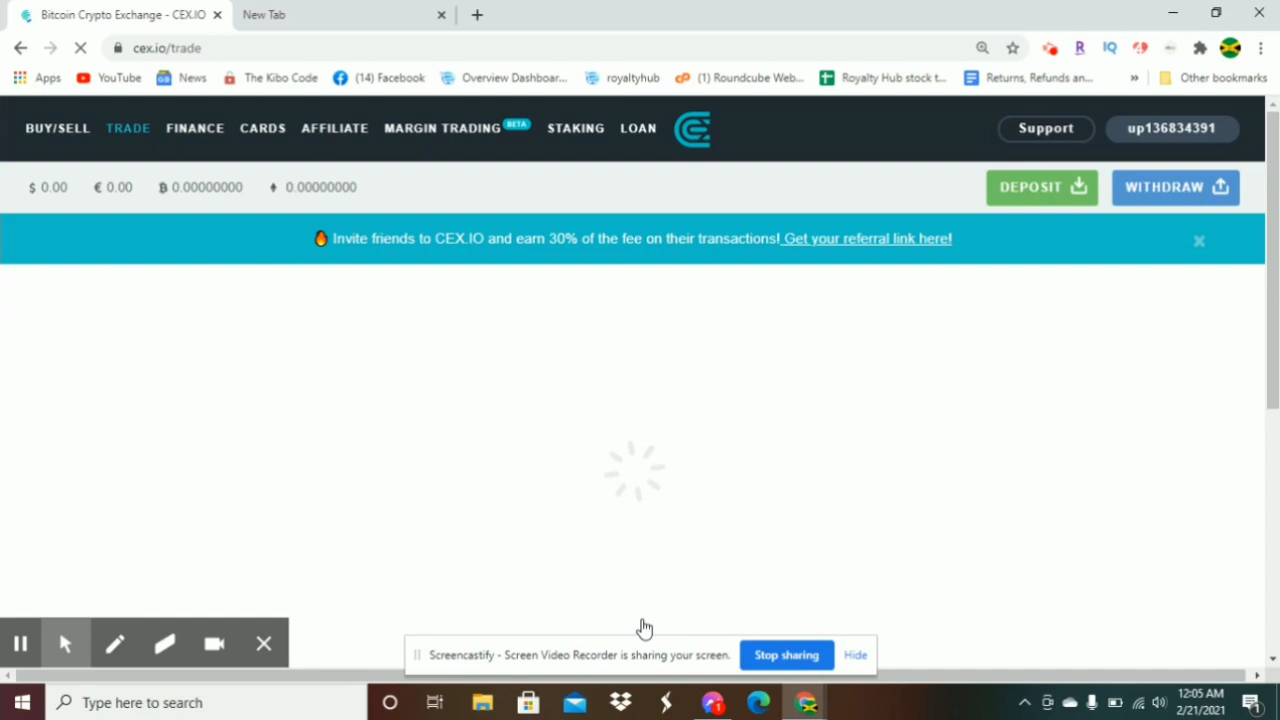 Bitcoin Crypto Exchange - CEX.IO
New Tab
cex.io/trade
Apps
YouTube
News
The Kibo Code
(14) Facebook
Overview Dashboar...
royaltyhub
(1) Roundcube Web...
Royalty Hub stock t...
Returns, Refunds an...
»
Other bookmarks
BUY/SELL TRADE FINANCE CARDS AFFILIATE MARGIN TRADING BETA STAKING LOAN
Support
up136834391
$ 0.00 € 0.00 ₿ 0.00000000 ♦ 0.00000000
DEPOSIT
WITHDRAW
Invite friends to CEX.IO and earn 30% of the fee on their transactions! Get your referral link here!
Screencastify - Screen Video Recorder is sharing your screen.
Stop sharing
Hide
Type here to search
1
12:05 AM
2/21/2021
1